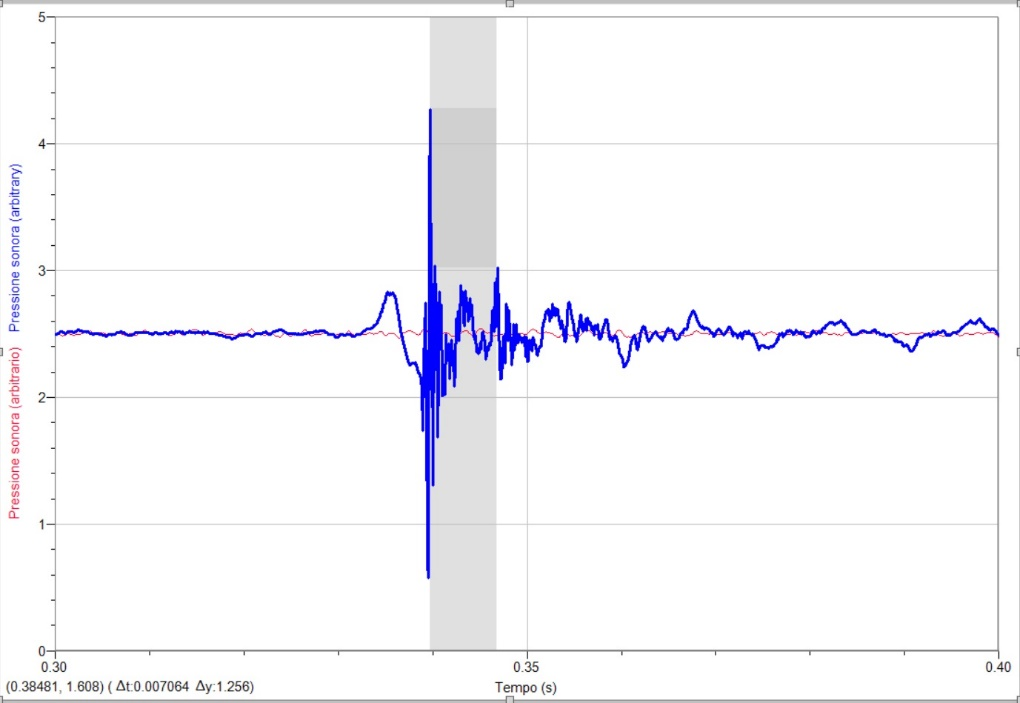 5
4
3
2
1
0
Pressione sonora (arbitrary)
Pressione sonora (arbitrario)
0.30
0.35
0.40
(0.38481, 1.608) ( Δt:0.007064 Δy:1.256)
Tempo (s)